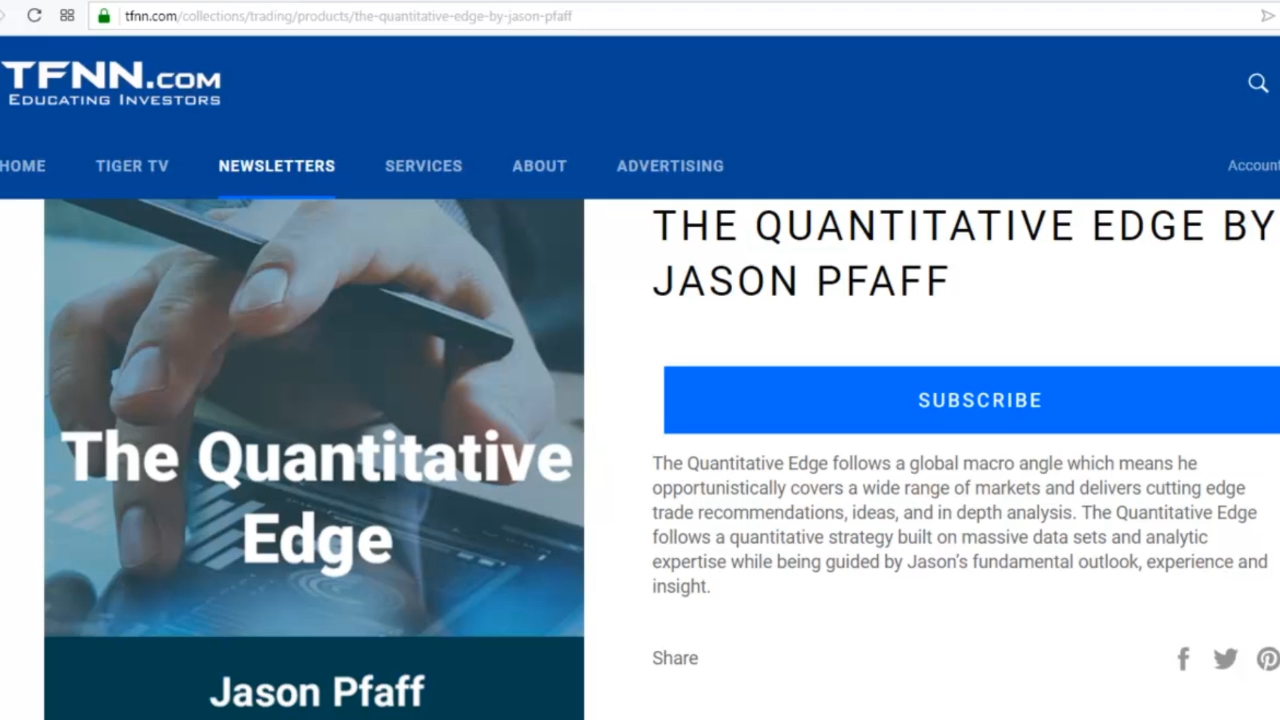 tfnn.com/collections/trading/products/the-quantitative-edge-by-jason-pfaff
TFNN.COM
EDUCATING INVESTORS
HOME TIGER TV NEWSLETTERS SERVICES ABOUT ADVERTISING Account
THE QUANTITATIVE EDGE BY
JASON PFAFF
SUBSCRIBE
The Quantitative Edge follows a global macro angle which means he
opportunistically covers a wide range of markets and delivers cutting edge
trade recommendations, ideas, and in depth analysis. The Quantitative Edge
follows a quantitative strategy built on massive data sets and analytic
expertise while being guided by Jason's fundamental outlook, experience and
insight.
Share
The Quantitative
Edge
Jason Pfaff